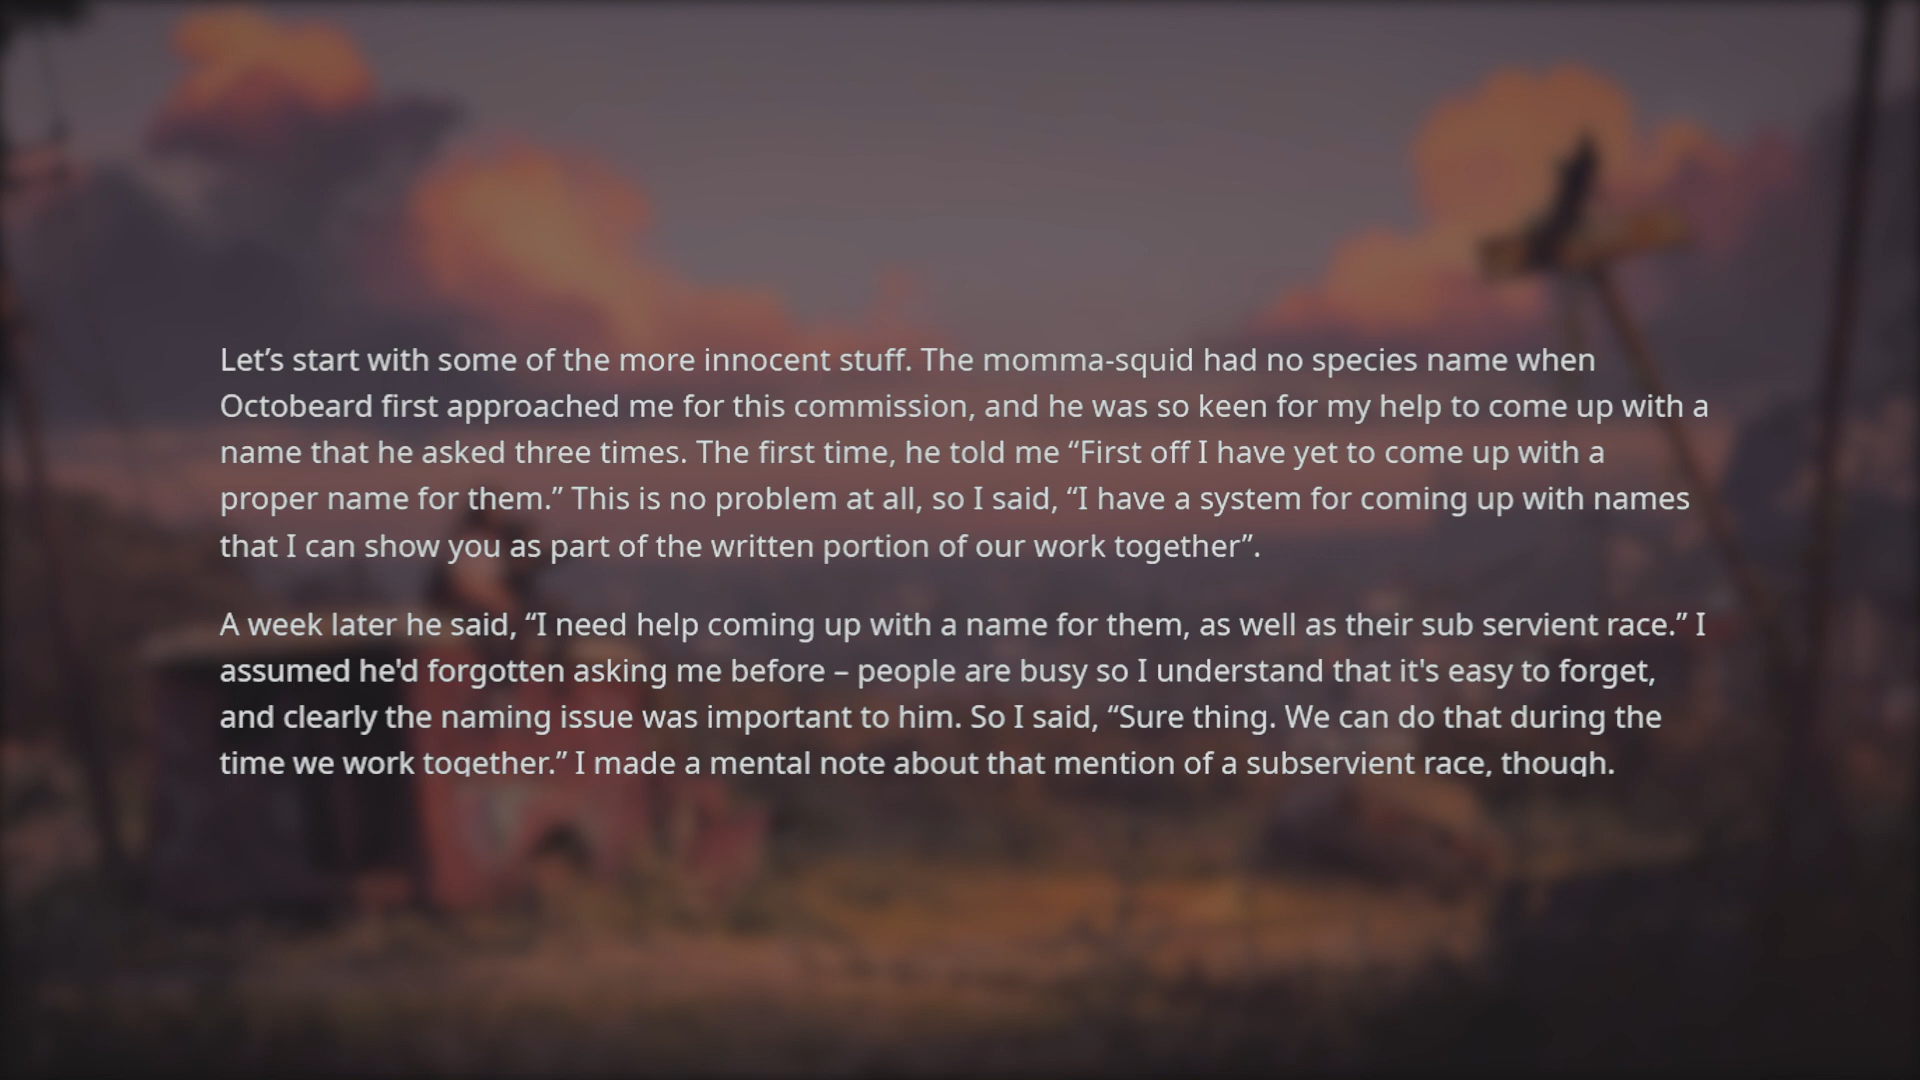 Let’s start with some of the more innocent stuff. The momma-squid had no species name when
Octobeard first approached me for this commission, and he was so keen for my help to come up with a
name that he asked three times. The first time, he told me “First off I have yet to come up with a
proper name for them.” This is no problem at all, so I said, “I have a system for coming up with names
that I can show you as part of the written portion of our work together”.
A week later he said, “I need help coming up with a name for them, as well as their sub servient race.” I
assumed he'd forgotten asking me before – people are busy so I understand that it's easy to forget,
and clearly the naming issue was important to him. So I said, “Sure thing. We can do that during the
time we work together.” I made a mental note about that mention of a subservient race, though.